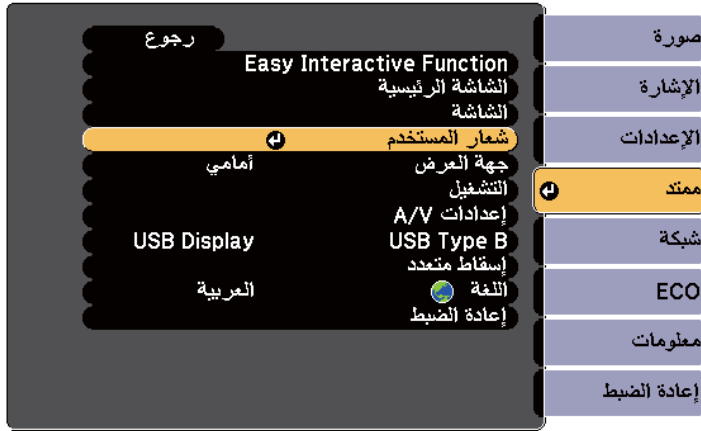 صورة
الإشارة
الإعدادات
ممتد
شبكة
ECO
معلومات
إعادة الضبط
رجوع
Easy Interactive Function
الشاشة الرئيسية
الشاشة
شعار المستخدم
جهة العرض أمامي
التشغيل
إعدادات A/V
USB Type B USB Display
إسقاط متعدد
اللغة العربية
إعادة الضبط